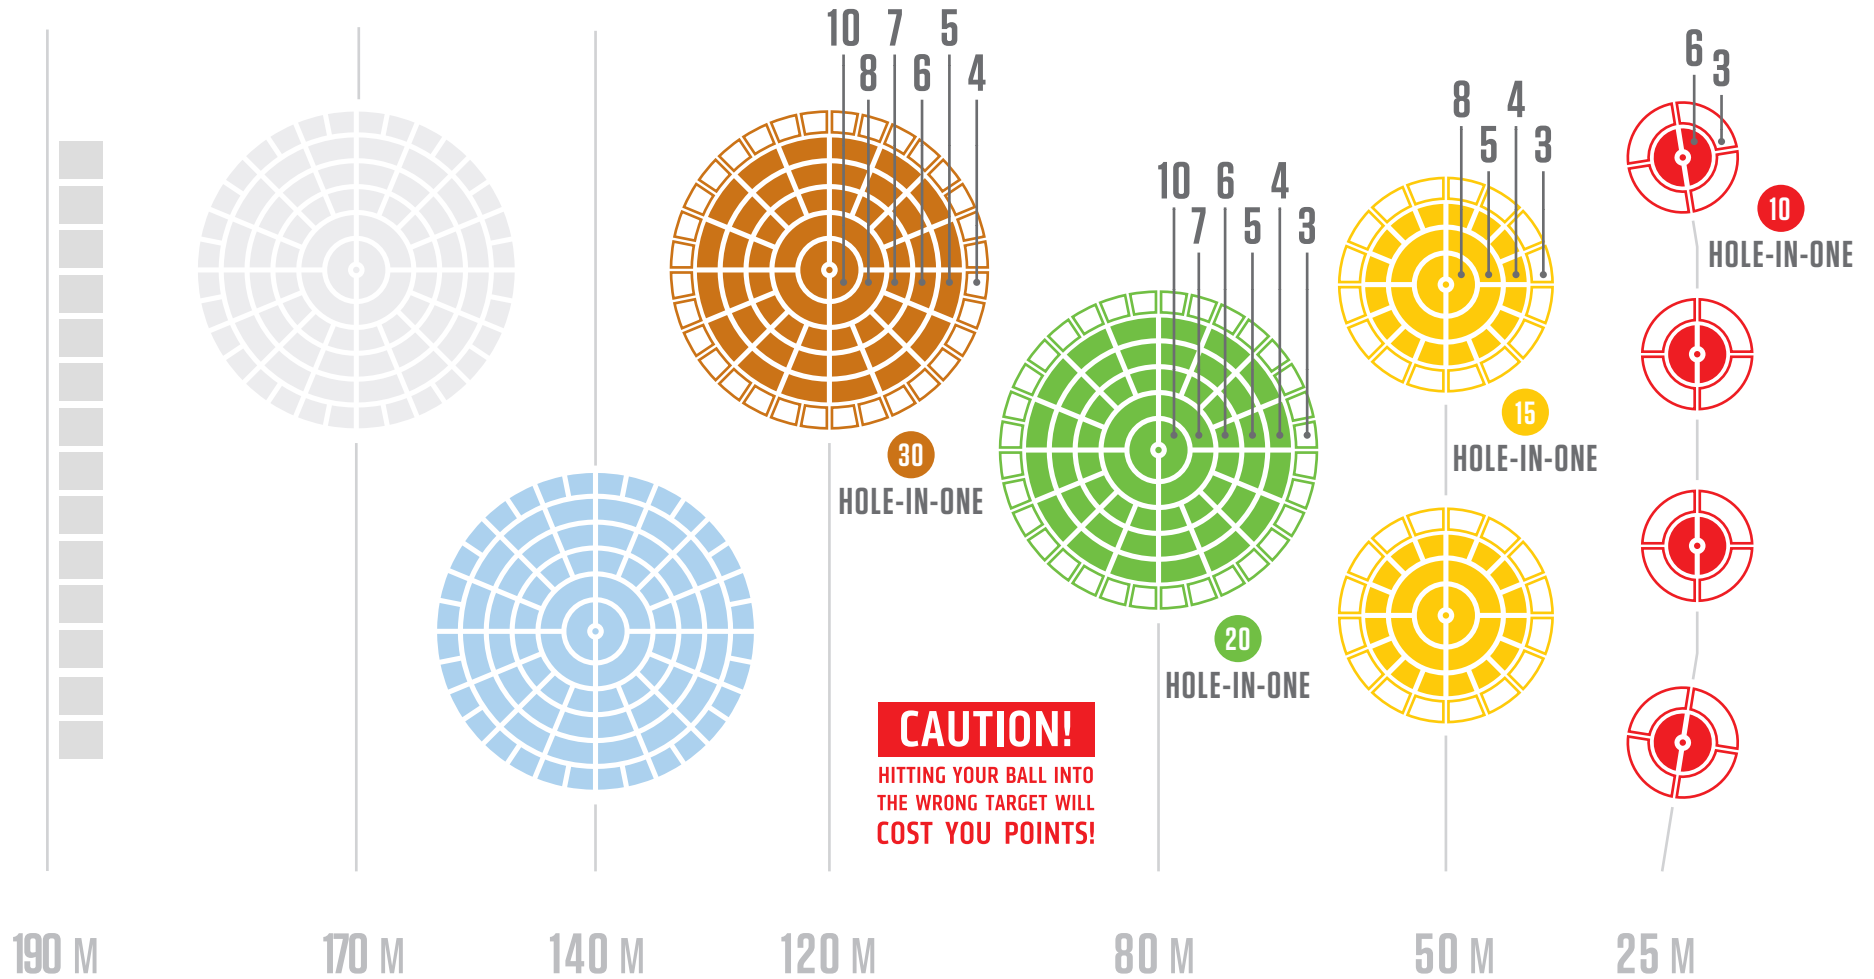 10 7 5
8 6 4
6
3
8 4
5 3
10 6 4
7 5 3
10
HOLE-IN-ONE
15
HOLE-IN-ONE
30
HOLE-IN-ONE
20
HOLE-IN-ONE
CAUTION!
HITTING YOUR BALL INTO
THE WRONG TARGET WILL
COST YOU POINTS!
190 M 170 M 140 M 120 M 80 M 50 M 25 M